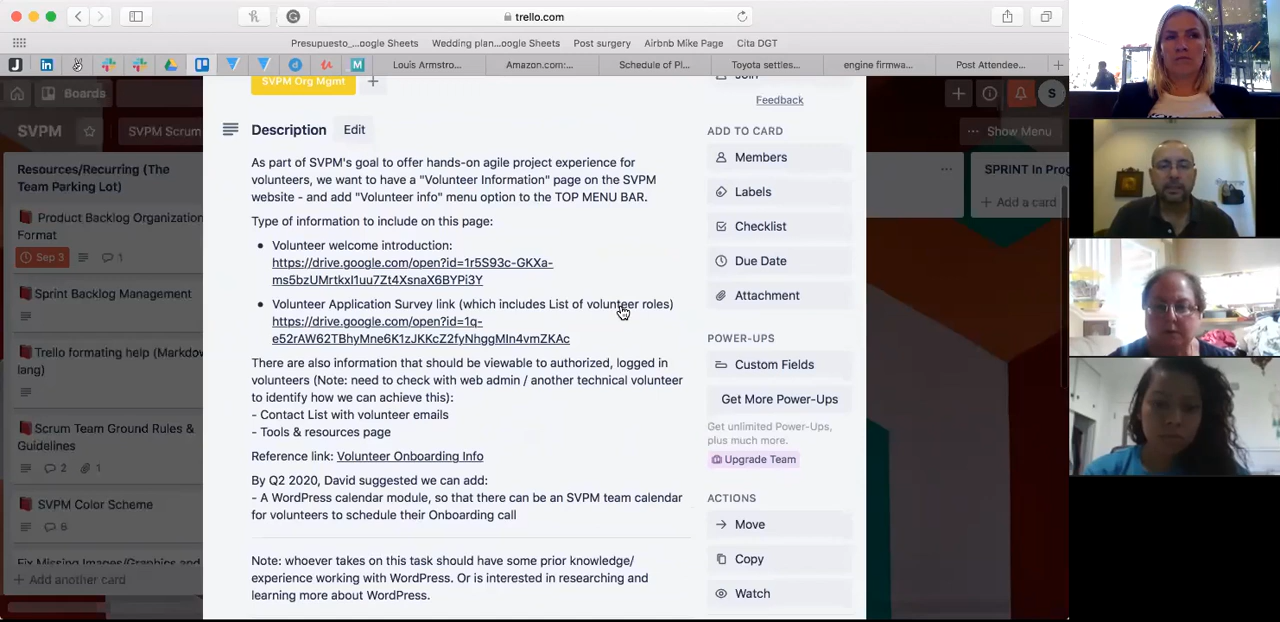 trello.com
Presupuesto_...oogle Sheets Wedding plan...oogle Sheets Post surgery Airbnb Mike Page Cita DGT
Louis Armstro... Amazon.com:... Schedule of Pl... Toyota settles... engine firmwa... Post Attendee...
Boards
S
SVPM SVPM Scrum
Show Menu
Resources/Recurring (The
Team Parking Lot)
Product Backlog Organization
Format
Sep 3 1
Sprint Backlog Management
Trello formating help (Markdow
lang)
Scrum Team Ground Rules &
Guidelines
2 1
SVPM Color Scheme
6
Fix Missing Images/Graphics and
+ Add another card
SVPM Org Mgmt
Description Edit
As part of SVPM's goal to offer hands-on agile project experience for
volunteers, we want to have a "Volunteer Information" page on the SVPM
website - and add "Volunteer info" menu option to the TOP MENU BAR.
Type of information to include on this page:
• Volunteer welcome introduction:
https://drive.google.com/open?id=1r5S93c-GKXa-
ms5bzUMrtkxI1uu7Zt4XsnaX6BYPi3Y
• Volunteer Application Survey link (which includes List of volunteer roles)
https://drive.google.com/open?id=1q-
e52rAW62TBhyMne6K1zJKKcZ2fyNhggMIn4vmZKAc
There are also information that should be viewable to authorized, logged in
volunteers (Note: need to check with web admin / another technical volunteer
to identify how we can achieve this):
- Contact List with volunteer emails
- Tools & resources page
Reference link: Volunteer Onboarding Info
By Q2 2020, David suggested we can add:
- A WordPress calendar module, so that there can be an SVPM team calendar
for volunteers to schedule their Onboarding call
Note: whoever takes on this task should have some prior knowledge/
experience working with WordPress. Or is interested in researching and
learning more about WordPress.
Join
Feedback
ADD TO CARD
Members
Labels
Checklist
Due Date
Attachment
POWER-UPS
Custom Fields
Get More Power-Ups
Get unlimited Power-Ups,
plus much more.
Upgrade Team
ACTIONS
Move
Copy
Watch
SPRINT In Prog
+ Add a card